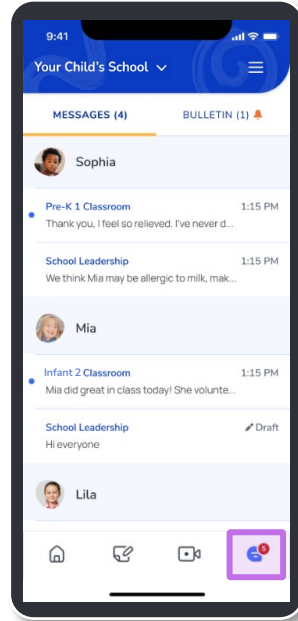 9:41
Your Child's School
MESSAGES (4) BULLETIN (1)
Sophia
Pre-K 1 Classroom 1:15 PM
Thank you, I feel so relieved. I've never d...
School Leadership 1:15 PM
We think Mia may be allergic to milk, mak...
Mia
Infant 2 Classroom 1:15 PM
Mia did great in class today! She volunte...
School Leadership Draft
Hi everyone
Lila
5